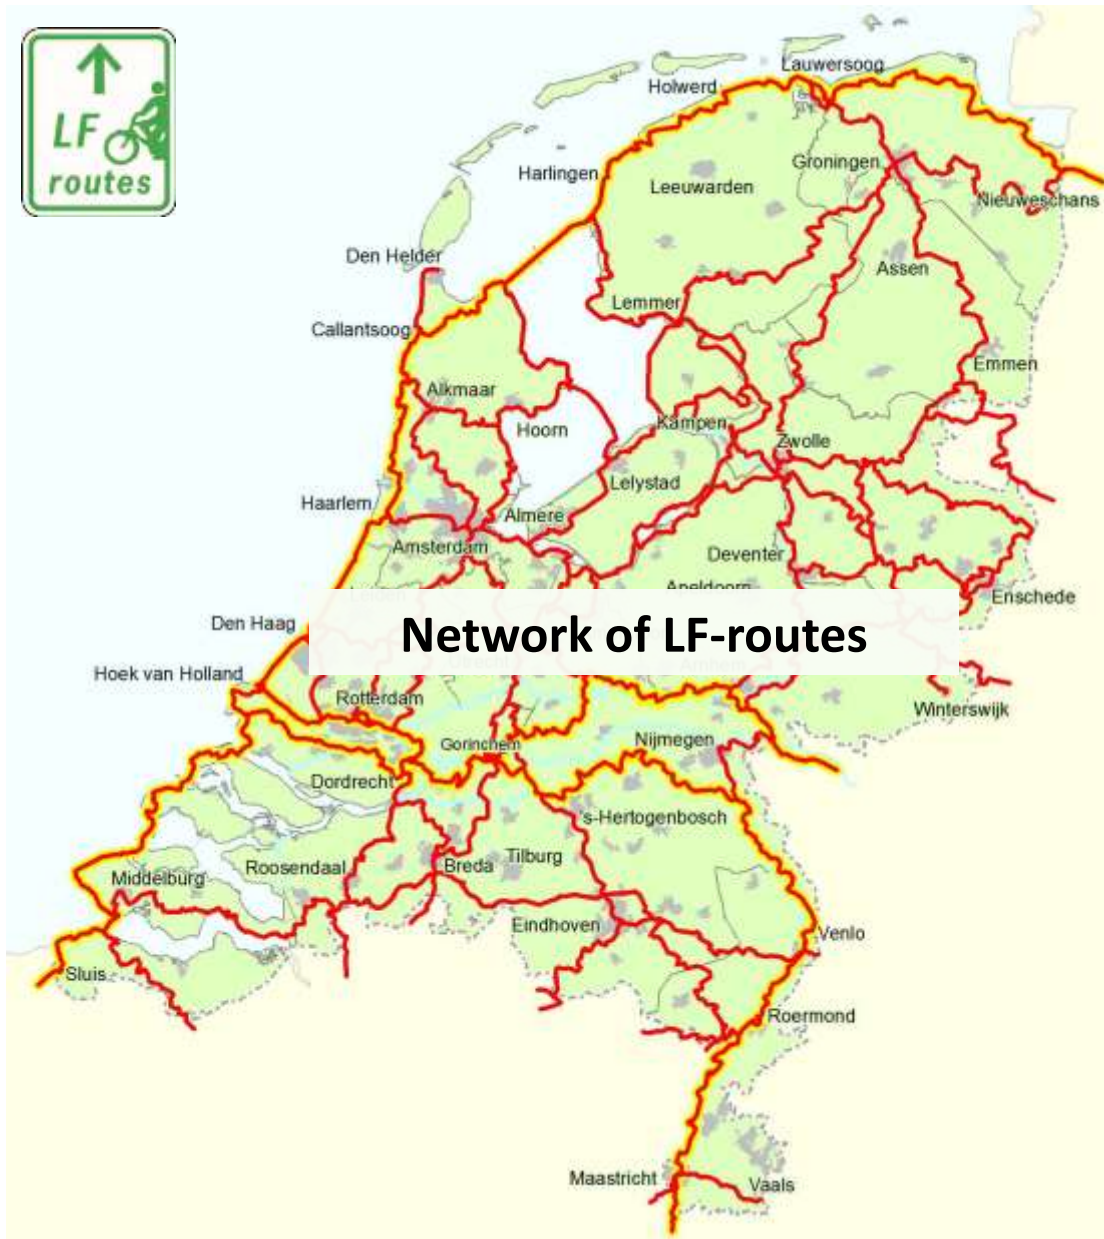 LF
routes
Lauwersoog
Holwerd
Groningen
Harlingen
Leeuwarden
Nieuweschans
Den Helder
Assen
Lemmer
Callantsoog
Emmen
Alkmaar
Hoorn
Kampen
Zwolle
Lelystad
Haarlem
Almere
Amsterdam
Deventer
Apeldoorn
Enschede
Den Haag
Network of LF-routes
Hoek van Holland
Rotterdam
Winterswijk
Gorinchem
Nijmegen
Dordrecht
's-Hertogenbosch
Tilburg
Roosendaal
Breda
Middelburg
Eindhoven
Venlo
Sluis
Roermond
Maastricht
Vaals